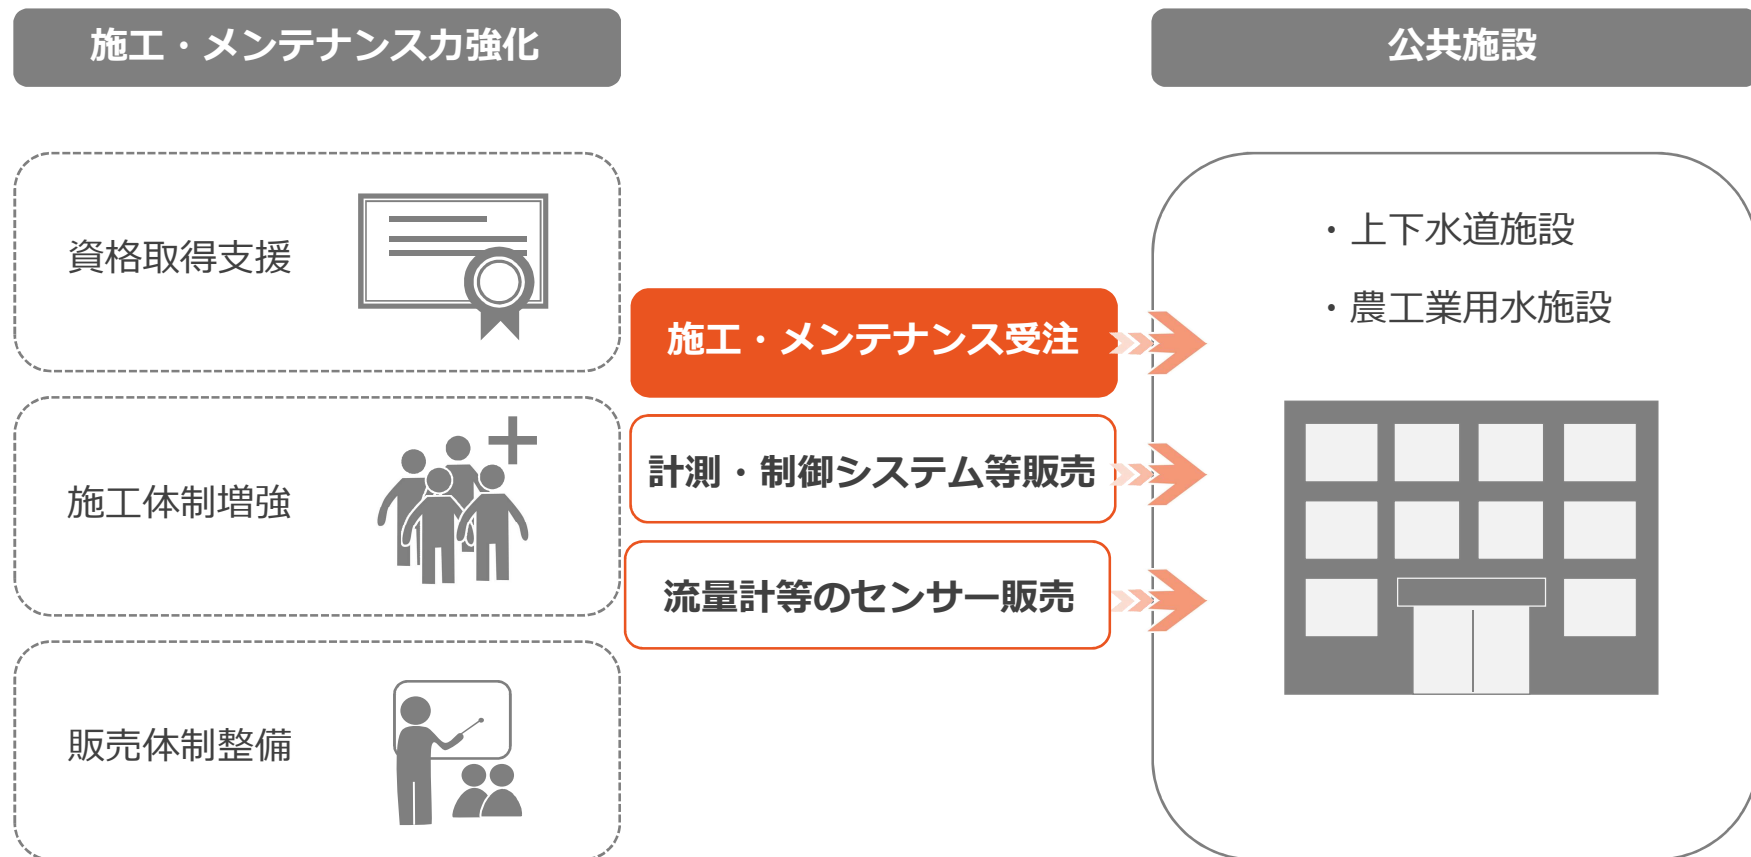 施工・メンテナンス力強化
資格取得支援
施工体制増強
販売体制整備
施工・メンテナンス受注
計測・制御システム等販売
流量計等のセンサー販売
公共施設
・上下水道施設
・農工業用水施設